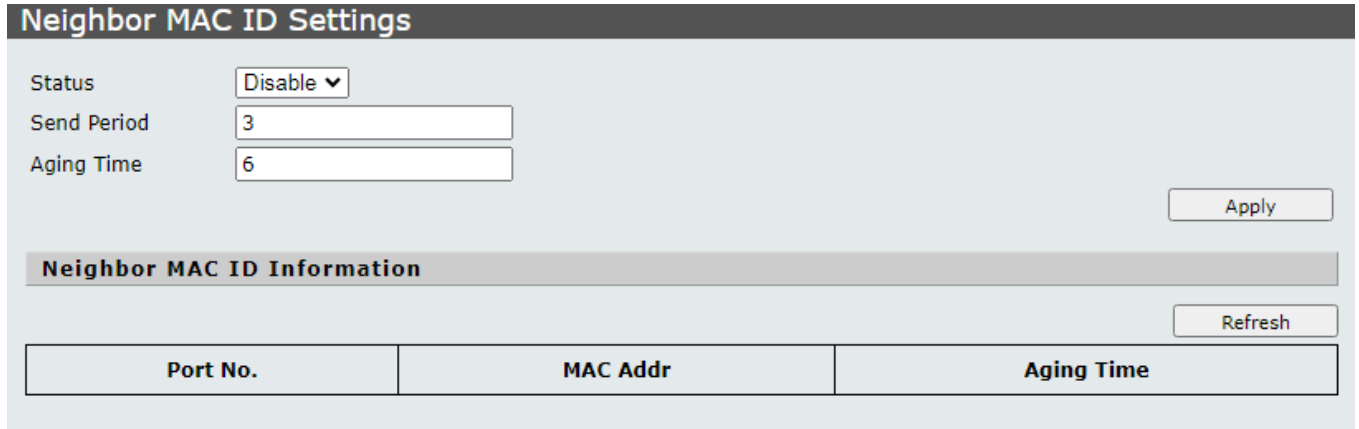 Neighbor MAC ID Settings
Status Disable
Send Period 3
Aging Time 6
Apply
Neighbor MAC ID Information
Refresh
Port No. MAC Addr Aging Time